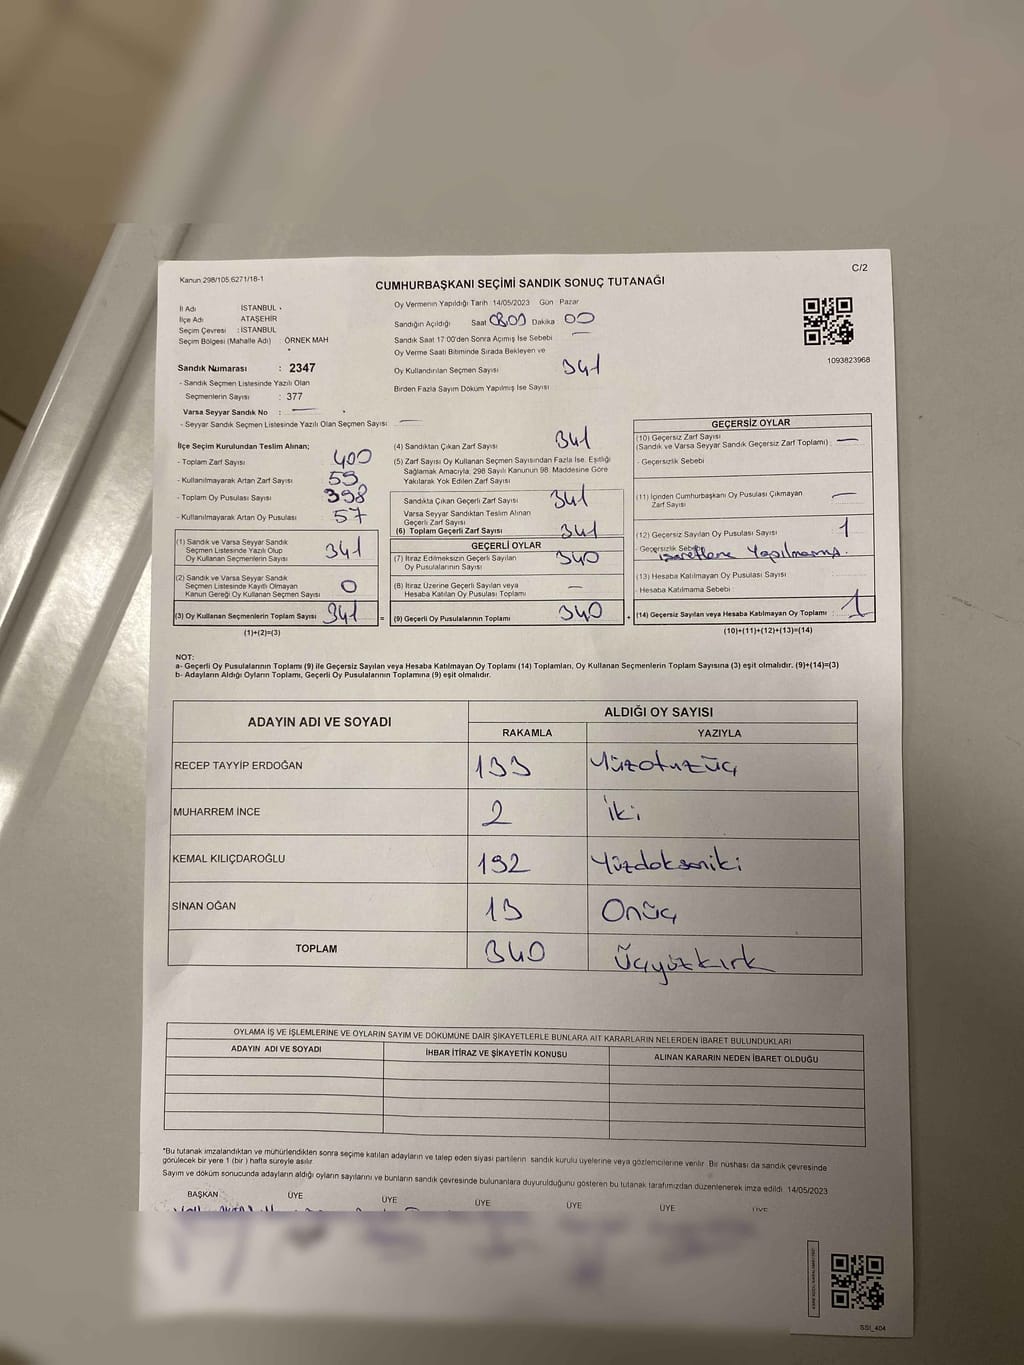 Kanun 298/105 6271/18-1
C/2
CUMHURBAŞKANI SEÇİMİ SANDIK SONUÇ TUTANAĞI
İl Adı İSTANBUL
İlçe Adı ATAŞEHİR
Seçim Çevresi : İSTANBUL
Seçim Bölgesi (Mahalle Adı) : ÖRNEK MAH
Sandık Numarası : 2347
- Sandık Seçmen Listesinde Yazılı Olan
Seçmenlerin Sayısı : 377
Varsa Seyyar Sandık No : —
- Seyyar Sandık Seçmen Listesinde Yazılı Olan Seçmen Sayısı : —
Oy Vermenin Yapıldığı Tarih : 14/05/2023 Gün : Pazar
Sandığın Açıldığı Saat 08:00 Dakika 00
Sandık Saat 17:00'den Sonra Açımış İse Sebebi —
Oy Verme Saati Bitiminde Sırada Bekleyen ve
Oy Kullandırılan Seçmen Sayısı 341
Birden Fazla Sayım Döküm Yapılmış İse Sayısı
1093823968
İlçe Seçim Kurulundan Teslim Alınan;
- Toplam Zarf Sayısı 400
- Kullanılmayarak Artan Zarf Sayısı 59
- Toplam Oy Pusulası Sayısı 398
- Kullanılmayarak Artan Oy Pusulası 57
(1) Sandık ve Varsa Seyyar Sandık
Seçmen Listesinde Yazılı Olup
Oy Kullanan Seçmenlerin Sayısı 341
(2) Sandık ve Varsa Seyyar Sandık
Seçmen Listesinde Kayıtlı Olmayan
Kanun Gereği Oy Kullanan Seçmen Sayısı 0
(3) Oy Kullanan Seçmenlerin Toplam Sayısı 341 =
(1)+(2)=(3)
(4) Sandıktan Çıkan Zarf Sayısı 341
(5) Zarf Sayısı Oy Kullanan Seçmen Sayısından Fazla İse, Eşitliği
Sağlamak Amacıyla, 298 Sayılı Kanunun 98. Maddesine Göre
Yakılarak Yok Edilen Zarf Sayısı
Sandıkta Çıkan Geçerli Zarf Sayısı 341
Varsa Seyyar Sandıktan Teslim Alınan
Geçerli Zarf Sayısı
(6) Toplam Geçerli Zarf Sayısı 341
GEÇERLİ OYLAR
(7) İtiraz Edilmeksizin Geçerli Sayılan
Oy Pusulalarının Sayısı 340
(8) İtiraz Üzerine Geçerli Sayılan veya
Hesaba Katılan Oy Pusulası Toplamı —
(9) Geçerli Oy Pusulalarının Toplamı 340 +
GEÇERSİZ OYLAR
(10) Geçersiz Zarf Sayısı
(Sandık ve Varsa Seyyar Sandık Geçersiz Zarf Toplamı) : —
- Geçersizlik Sebebi
(11) İçinden Cumhurbaşkanı Oy Pusulası Çıkmayan
Zarf Sayısı —
(12) Geçersiz Sayılan Oy Pusulası Sayısı 1
- Geçersizlik Sebebi Yapılmamış.
(13) Hesaba Katılmayan Oy Pusulası Sayısı
- Hesaba Katılmama Sebebi
(14) Geçersiz Sayılan veya Hesaba Katılmayan Oy Toplamı : 1
(10)+(11)+(12)+(13)=(14)
NOT:
a- Geçerli Oy Pusulalarının Toplamı (9) ile Geçersiz Sayılan veya Hesaba Katılmayan Oy Toplamı (14) Toplamları, Oy Kullanan Seçmenlerin Toplam Sayısına (3) eşit olmalıdır. (9)+(14)=(3)
b- Adayların Aldığı Oyların Toplamı, Geçerli Oy Pusulalarının Toplamına (9) eşit olmalıdır.
ADAYIN ADI VE SOYADI ALDIĞI OY SAYISI
RAKAMLA YAZIYLA
RECEP TAYYİP ERDOĞAN 133 Yüzotuzüç
MUHARREM İNCE 2 İki
KEMAL KILIÇDAROĞLU 192 Yüzdoksaniki
SİNAN OĞAN 13 Onüç
TOPLAM 340 Üçyüzkırk
OYLAMA İŞ VE İŞLEMLERİNE VE OYLARIN SAYIM VE DÖKÜMÜNE DAİR ŞİKAYETLERLE BUNLARA AİT KARARLARIN NELERDEN İBARET BULUNDUKLARI
ADAYIN ADI VE SOYADI İHBAR İTİRAZ VE ŞİKAYETİN KONUSU ALINAN KARARIN NEDEN İBARET OLDUĞU
*Bu tutanak imzalandıktan ve mühürlendikten sonra seçime katılan adayların ve talep eden siyasi partilerin sandık kurulu üyelerine veya gözlemcilerine verilir. Bir nüshası da sandık çevresinde
görülecek bir yere 1 (bir) hafta süreyle asılır.
Sayım ve döküm sonucunda adayların aldığı oyların sayılarını ve bunların sandık çevresinde bulunanlara duyurulduğunu gösteren bu tutanak tarafımızdan düzenlenerek imza edildi. 14/05/2023
BAŞKAN ÜYE ÜYE ÜYE ÜYE ÜYE ÜYE
SSİ_404